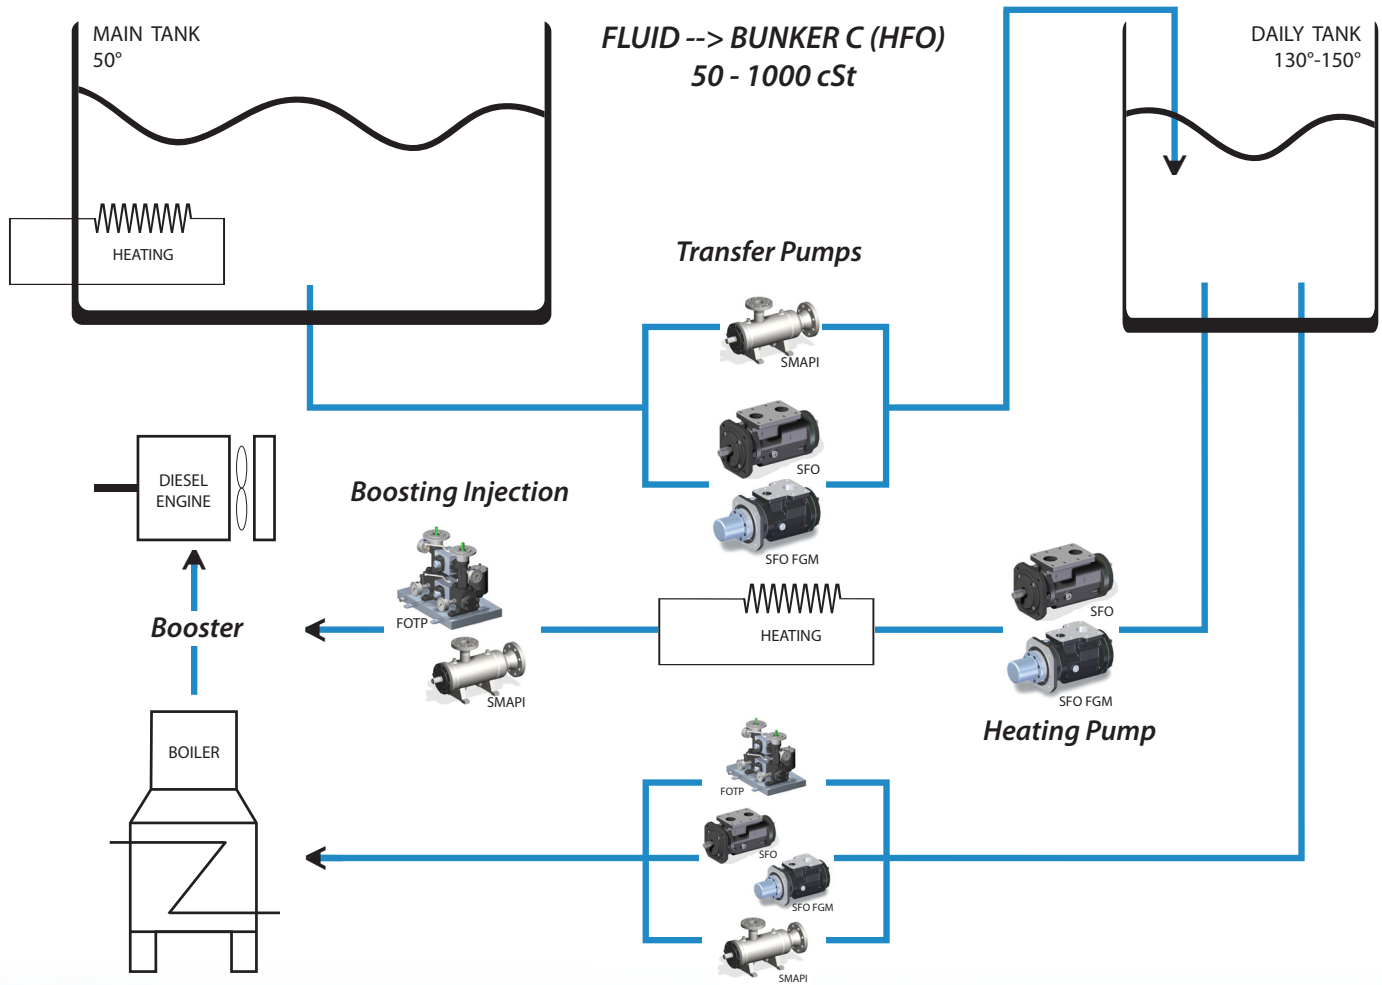 MAIN TANK
50°
FLUID --> BUNKER C (HFO)
50 - 1000 cSt
DAILY TANK
130°-150°
HEATING
Transfer Pumps
SMAPI
SFO
SFO FGM
DIESEL
ENGINE
Boosting Injection
FOTP
SMAPI
HEATING
SFO
SFO FGM
Heating Pump
Booster
BOILER
FOTP
SFO
SFO FGM
SMAPI